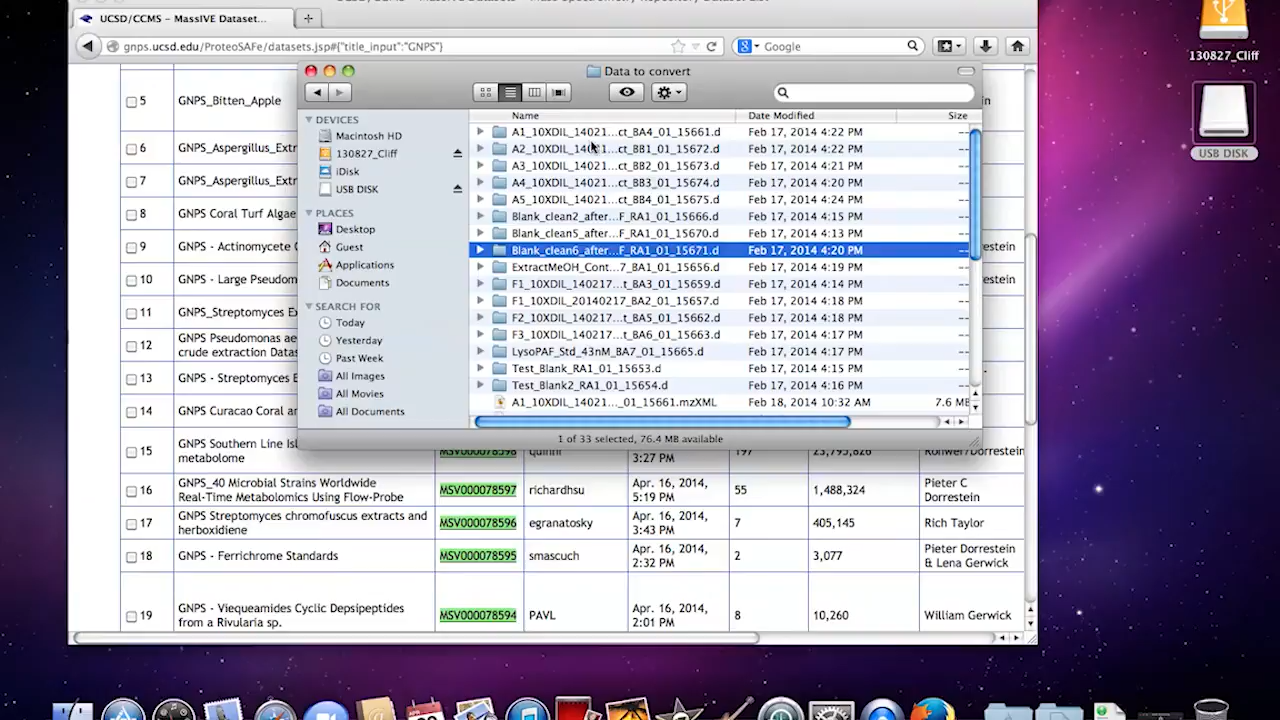 UCSD/CCMS – MassIVE Dataset...
gnps.ucsd.edu/ProteoSAFe/datasets.jsp#{"title_input":"GNPS"}
Google
130827_Cliff
USB DISK
Data to convert
DEVICES
Macintosh HD
130827_Cliff
iDisk
USB DISK
PLACES
Desktop
Guest
Applications
Documents
SEARCH FOR
Today
Yesterday
Past Week
All Images
All Movies
All Documents
Name Date Modified Size
A1_10XDIL_14021...ct_BA4_01_15661.d Feb 17, 2014 4:22 PM --
A2_10XDIL_14021...ct_BB1_01_15672.d Feb 17, 2014 4:22 PM --
A3_10XDIL_14021...ct_BB2_01_15673.d Feb 17, 2014 4:21 PM --
A4_10XDIL_14021...ct_BB3_01_15674.d Feb 17, 2014 4:20 PM --
A5_10XDIL_14021...ct_BB4_01_15675.d Feb 17, 2014 4:24 PM --
Blank_clean2_after...F_RA1_01_15666.d Feb 17, 2014 4:20 PM --
Blank_clean5_after...F_RA1_01_15670.d Feb 17, 2014 4:23 PM --
Blank_clean6_after...F_RA1_01_15671.d Feb 17, 2014 4:20 PM --
ExtractMeOH_Cont...7_BA1_01_15656.d Feb 17, 2014 4:19 PM --
F1_10XDIL_140217...t_BA3_01_15659.d Feb 17, 2014 4:14 PM --
F1_10XDIL_20140217_BA2_01_15657.d Feb 17, 2014 4:18 PM --
F2_10XDIL_140217...t_BA5_01_15662.d Feb 17, 2014 4:18 PM --
F3_10XDIL_140217...t_BA6_01_15663.d Feb 17, 2014 4:17 PM --
LysoPAF_Std_43nM_BA7_01_15665.d Feb 17, 2014 4:17 PM --
Test_Blank_RA1_01_15653.d Feb 17, 2014 4:15 PM --
Test_Blank2_RA1_01_15654.d Feb 17, 2014 4:16 PM --
A1_10XDIL_14021..._01_15661.mzXML Feb 18, 2014 10:32 AM 7.6 MB
1 of 33 selected, 76.4 MB available
5 GNPS_Bitten_Apple
6 GNPS_Aspergillus_Extr
7 GNPS_Aspergillus_Extr
8 GNPS Coral Turf Algae
9 GNPS - Actinomycete C rrestein
10 GNPS - Large Pseudom rrestein
11 GNPS_Streptomyces Ex
12 GNPS Pseudomonas ae
crude extraction Datas
13 GNPS - Streptomyces E
14 GNPS Curacao Coral an
15 GNPS Southern Line Isl
metabolome MSV000078598 quinnr 3:27 PM 197 23,795,826 Rohwer/Dorrestein
16 GNPS_40 Microbial Strains Worldwide
Real-Time Metabolomics Using Flow-Probe MSV000078597 richardhsu Apr. 16, 2014,
5:19 PM 55 1,488,324 Pieter C
Dorrestein
17 GNPS Streptomyces chromofuscus extracts and
herboxidiene MSV000078596 egranatosky Apr. 16, 2014,
3:43 PM 7 405,145 Rich Taylor
18 GNPS - Ferrichrome Standards MSV000078595 smascuch Apr. 16, 2014,
2:32 PM 2 3,077 Pieter Dorrestein
& Lena Gerwick
19 GNPS - Viequeamides Cyclic Depsipeptides
from a Rivularia sp. MSV000078594 PAVL Apr. 16, 2014,
2:01 PM 8 10,260 William Gerwick